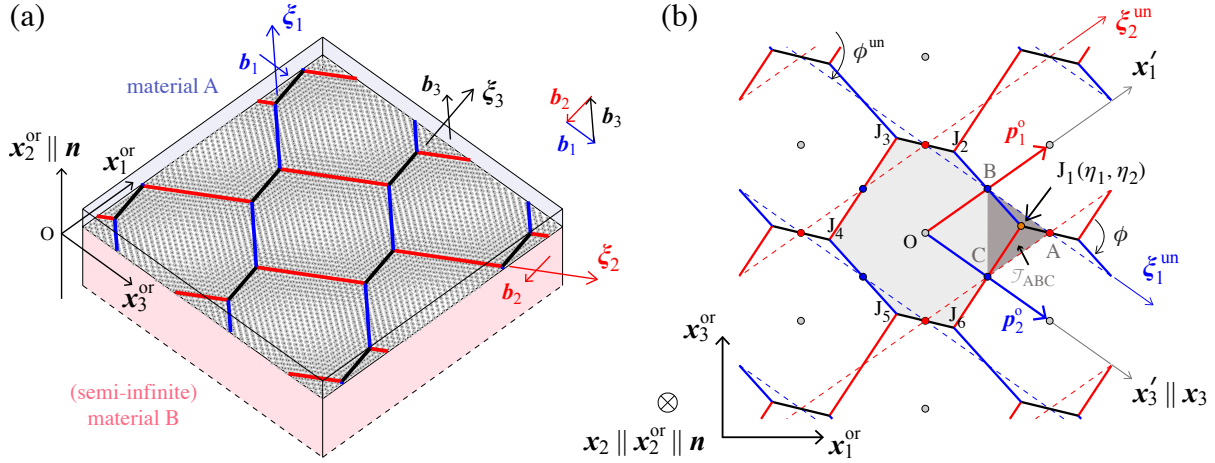 (a)
ξ₁
b₁
material A
b₃
ξ₃
b₂
b₃
b₁
x₂ᵒʳ ∥ n
x₁ᵒʳ
O
x₃ᵒʳ
ξ₂
b₂
(semi-infinite)
material B
(b)
ξ₂ᵘⁿ
ϕᵘⁿ
x₁′
J₃
J₂
p₁ᵒ
B
J₁(η₁, η₂)
J₄
O
C
A
ϕ
𝒯ABC
ξ₁ᵘⁿ
J₅
J₆
p₂ᵒ
x₃ᵒʳ
x₃′ ∥ x₃
x₂ ∥ x₂ᵒʳ ∥ n
x₁ᵒʳ